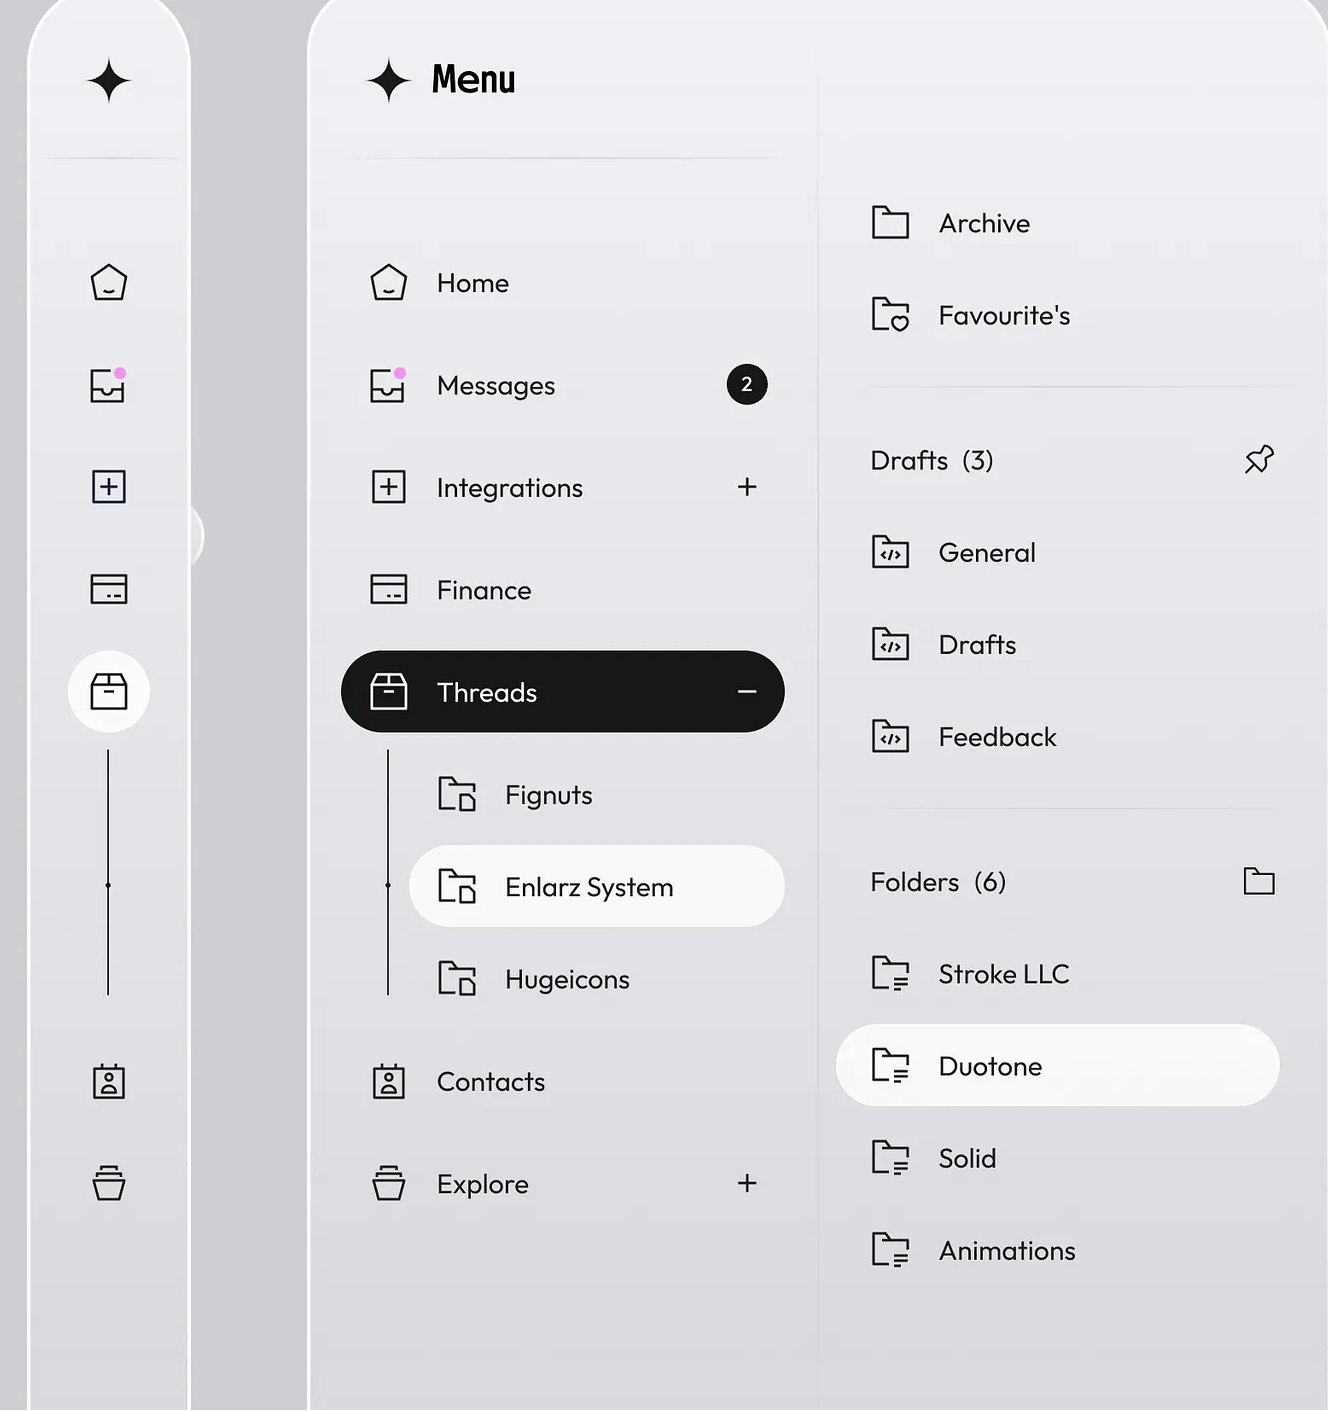 Menu
Home
Messages
2
Integrations
+
Finance
Threads
−
Fignuts
Enlarz System
Hugeicons
Contacts
Explore
+
Archive
Favourite's
Drafts (3)
General
Drafts
Feedback
Folders (6)
Stroke LLC
Duotone
Solid
Animations